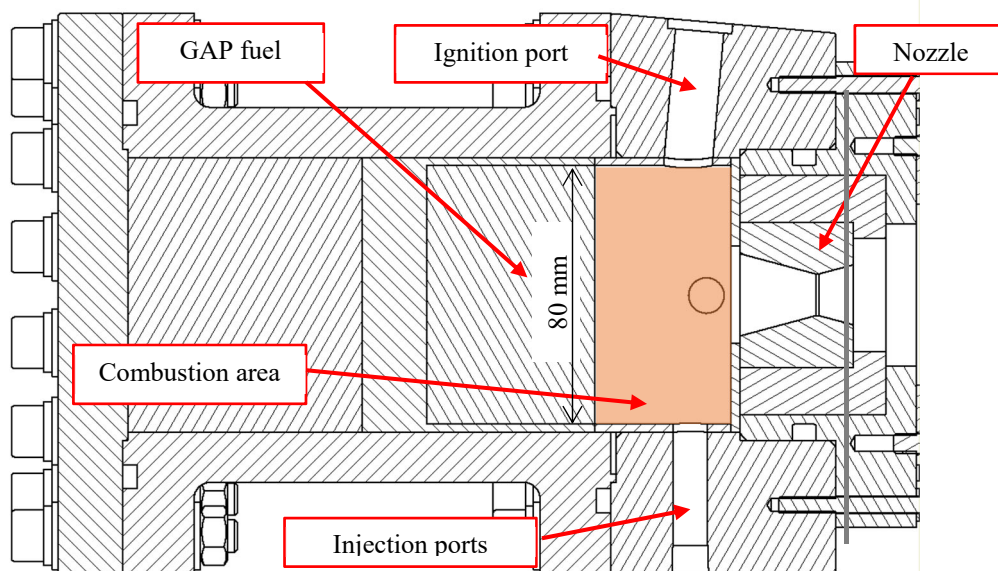 GAP fuel
Ignition port
Nozzle
80 mm
Combustion area
Injection ports